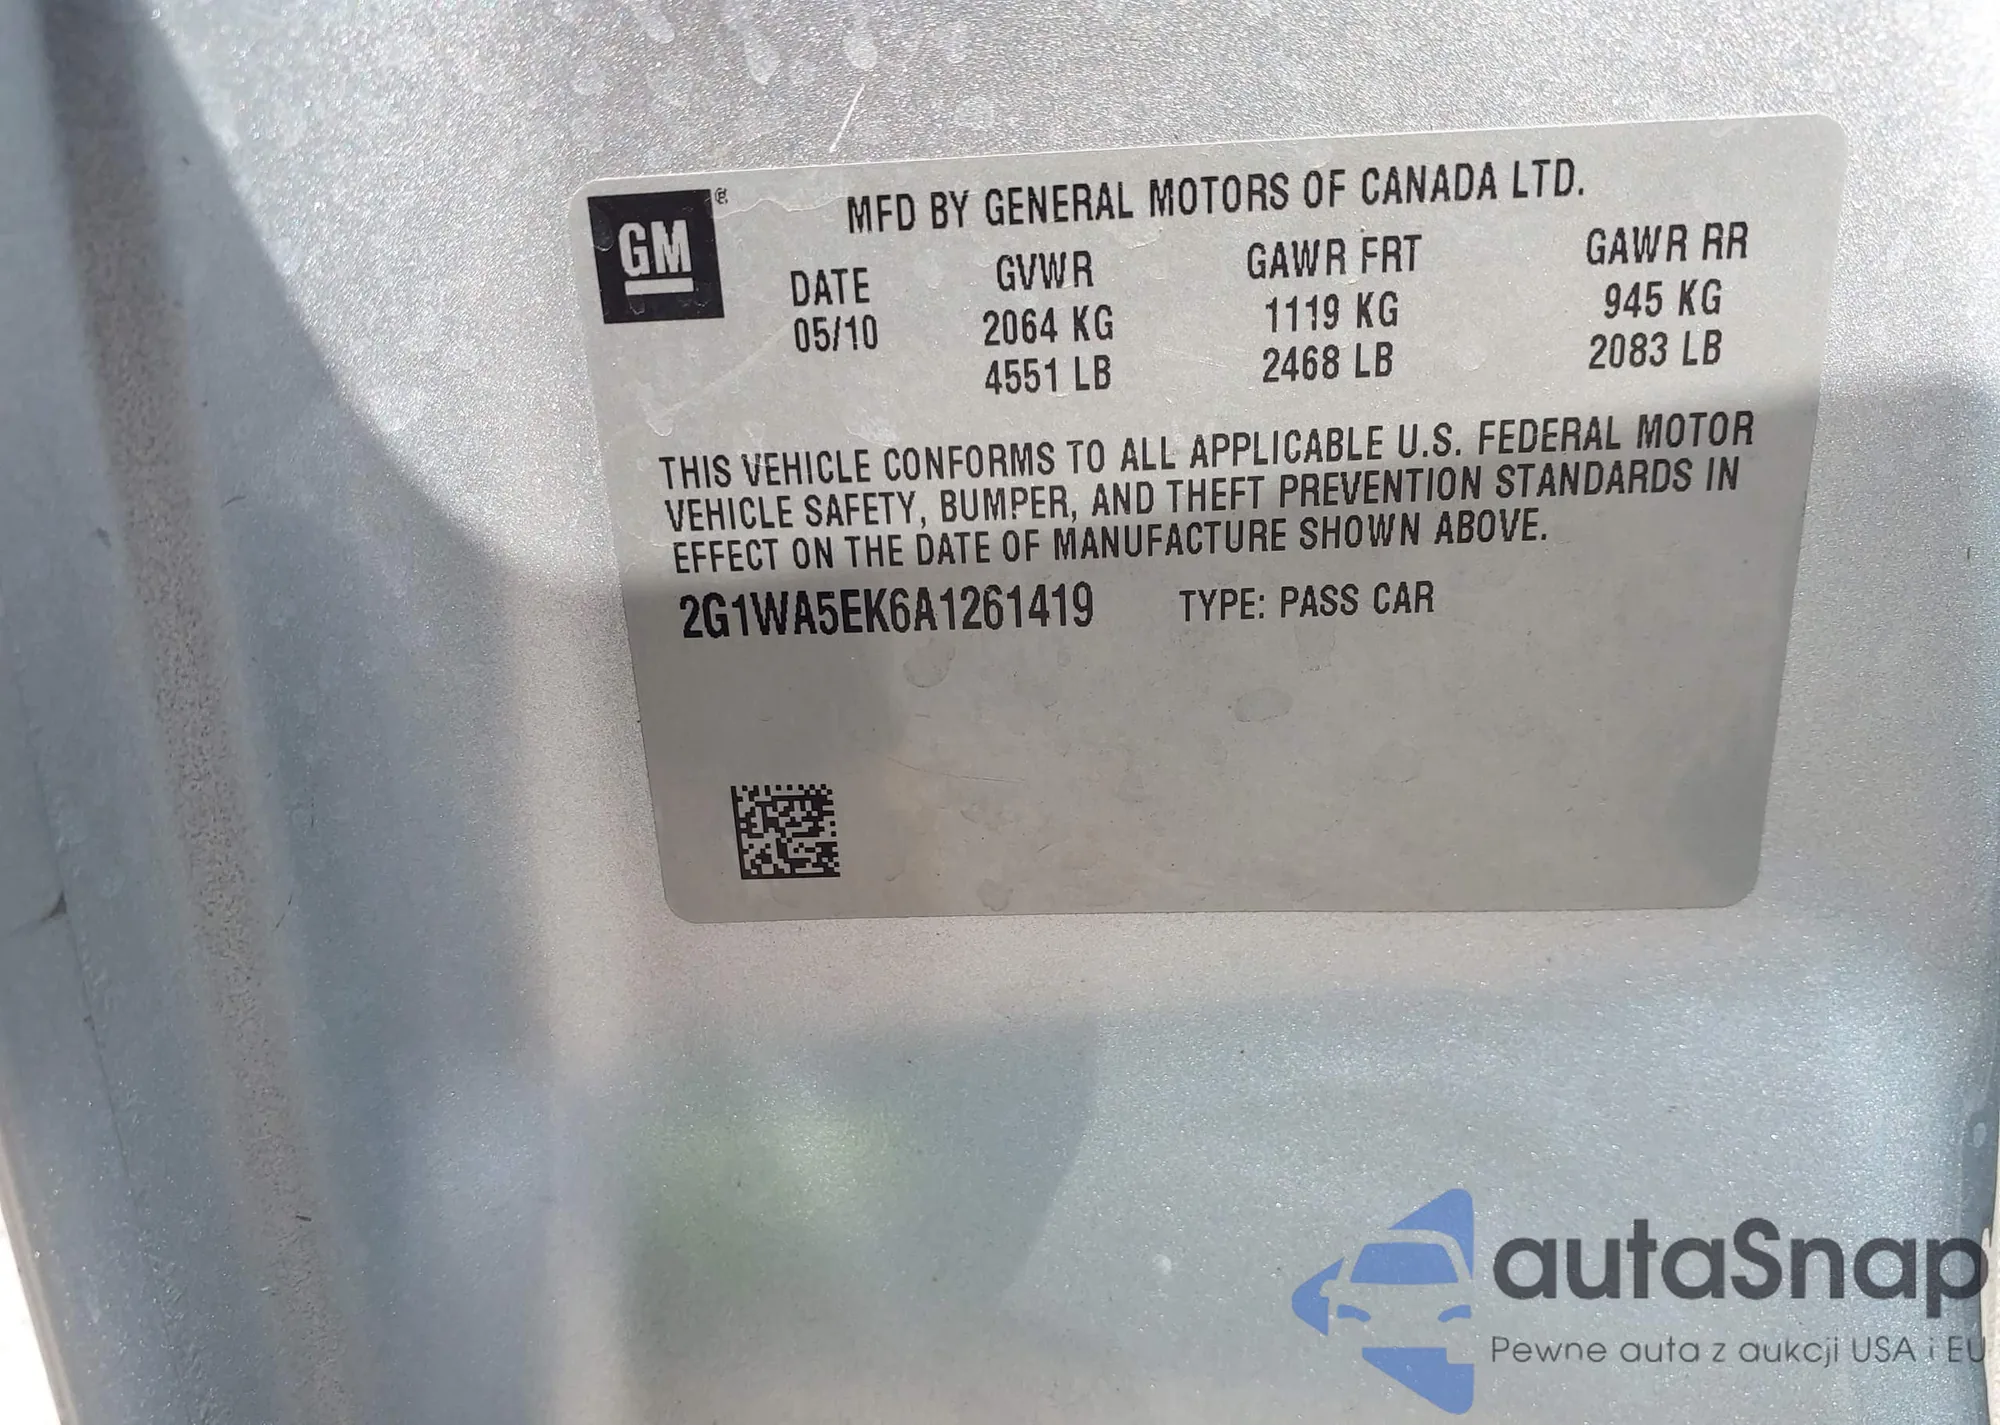 GM
MFD BY GENERAL MOTORS OF CANADA LTD.
DATE GVWR GAWR FRT GAWR RR
05/10 2064 KG 1119 KG 945 KG
4551 LB 2468 LB 2083 LB
THIS VEHICLE CONFORMS TO ALL APPLICABLE U.S. FEDERAL MOTOR
VEHICLE SAFETY, BUMPER, AND THEFT PREVENTION STANDARDS IN
EFFECT ON THE DATE OF MANUFACTURE SHOWN ABOVE.
2G1WA5EK6A1261419 TYPE: PASS CAR
autaSnap
Pewne auta z aukcji USA i EU